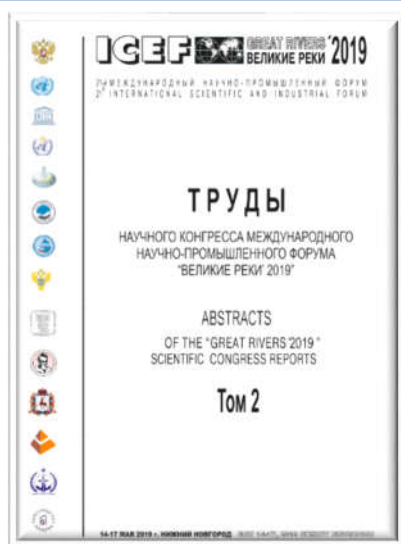 ICEF GREAT RIVERS '2019
ВЕЛИКИЕ РЕКИ
МЕЖДУНАРОДНЫЙ НАУЧНО-ПРОМЫШЛЕННЫЙ ФОРУМ
INTERNATIONAL SCIENTIFIC AND INDUSTRIAL FORUM
ТРУДЫ
НАУЧНОГО КОНГРЕССА МЕЖДУНАРОДНОГО
НАУЧНО-ПРОМЫШЛЕННОГО ФОРУМА
"ВЕЛИКИЕ РЕКИ' 2019"
ABSTRACTS
OF THE "GREAT RIVERS'2019 "
SCIENTIFIC CONGRESS REPORTS
Том 2
14-17 МАЯ 2019 г. НИЖНИЙ НОВГОРОД